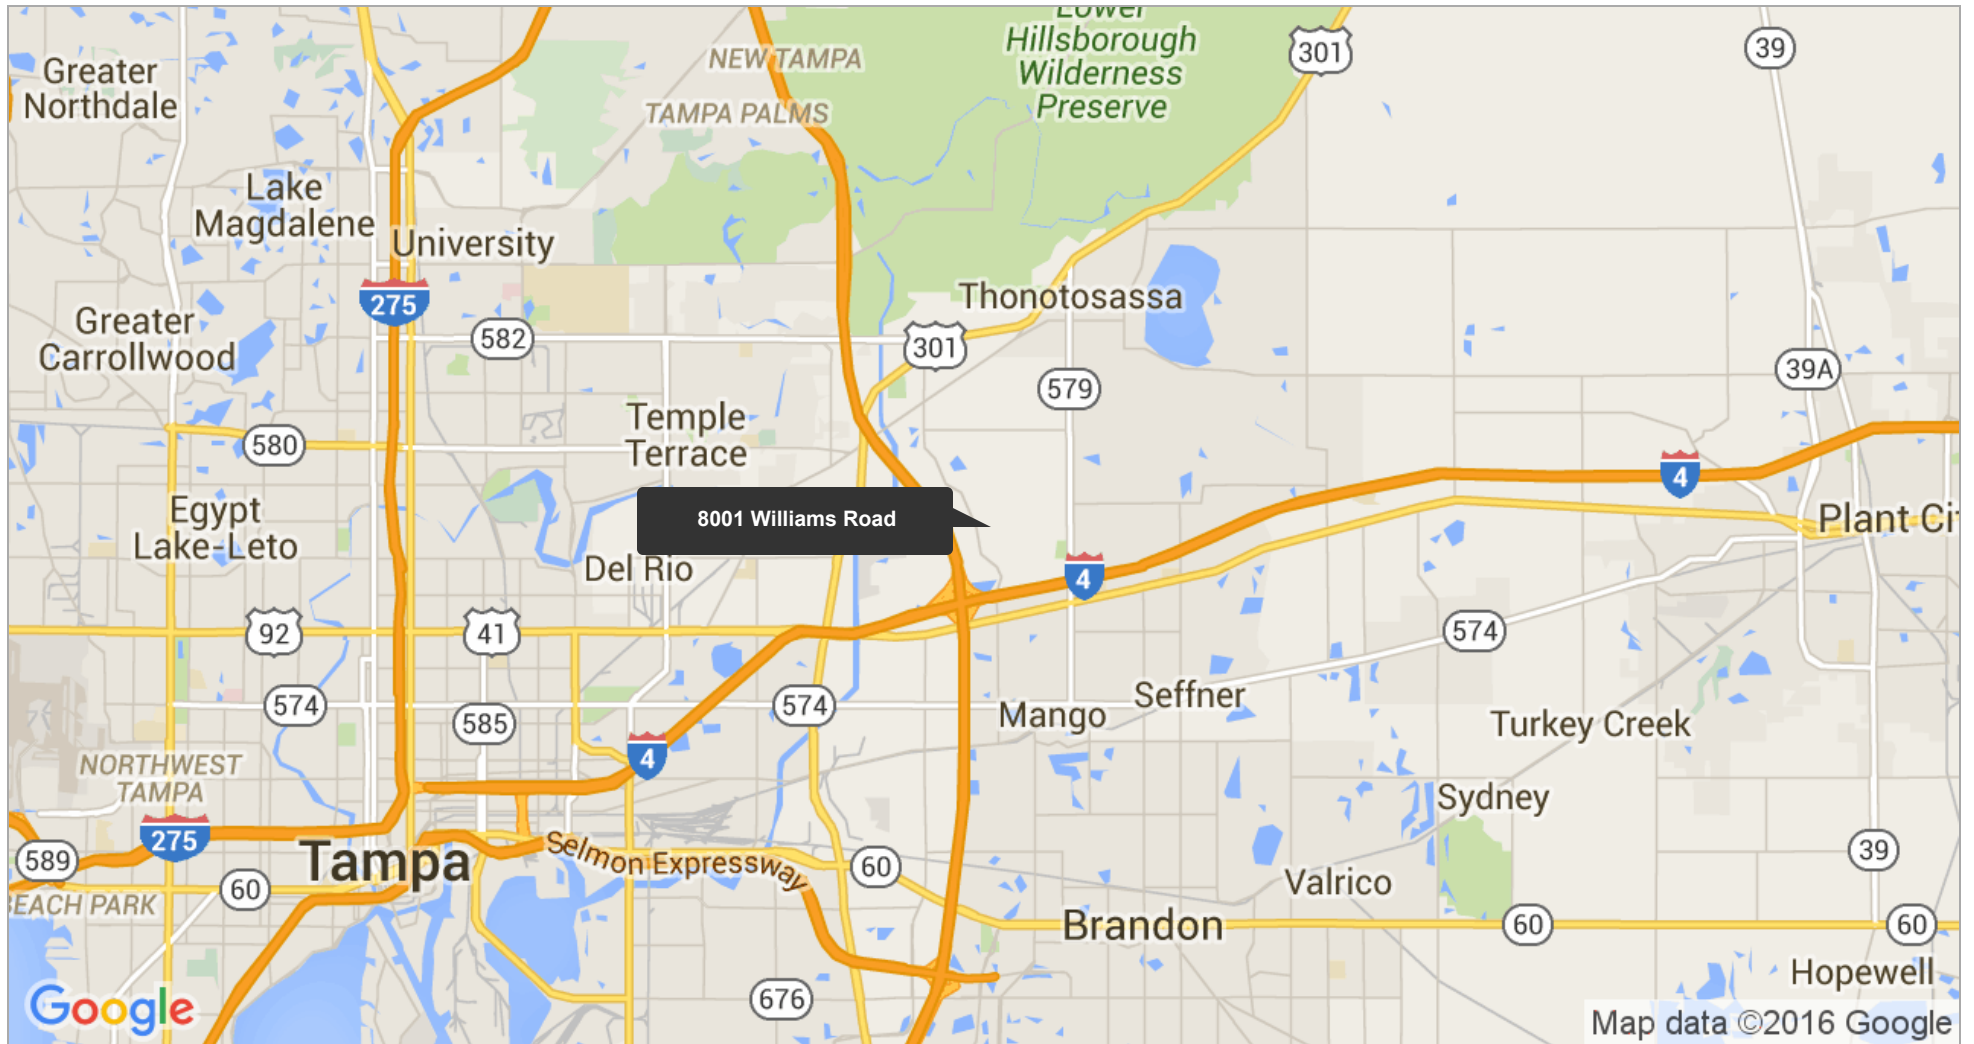 Lower
Hillsborough
Wilderness
Preserve
301
39
Greater
Northdale
NEW TAMPA
TAMPA PALMS
Lake
Magdalene
University
275
Thonotosassa
Greater
Carrollwood
582
301
579
39A
Temple
Terrace
580
4
8001 Williams Road
Plant Ci
Egypt
Lake-Leto
Del Rio
4
92
41
574
574
585
574
Mango
Seffner
Turkey Creek
NORTHWEST
TAMPA
4
Sydney
275
589
Tampa
Selmon Expressway
60
60
39
Valrico
BEACH PARK
Brandon
60
60
Hopewell
676
Google
Map data ©2016 Google